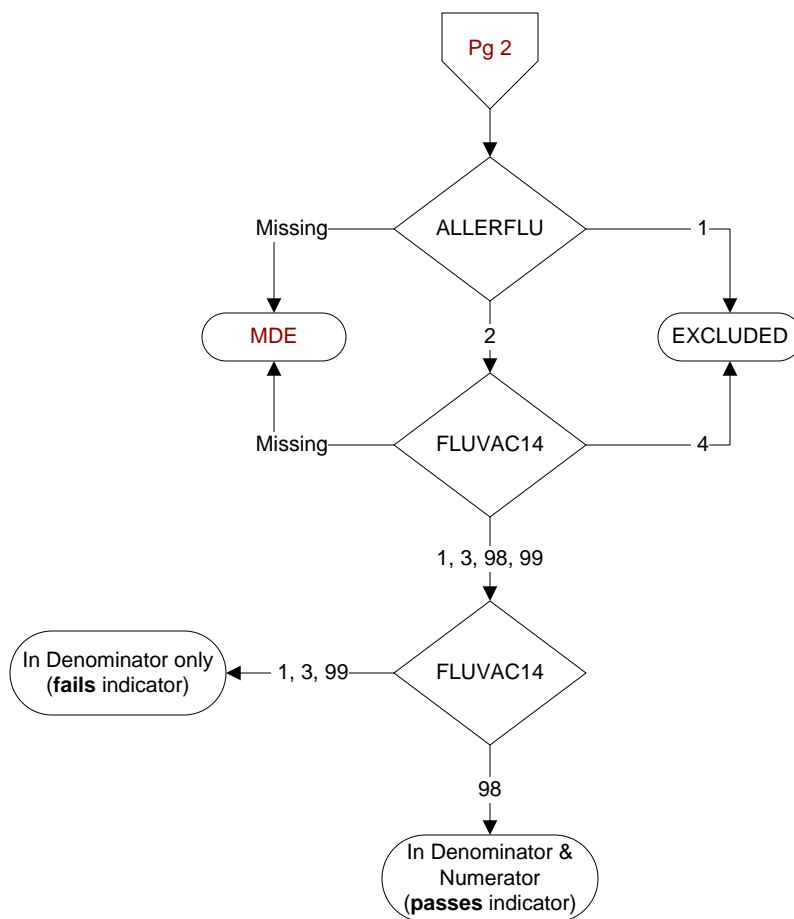 Pg 2
ALLERFLU
Missing
1
MDE
2
EXCLUDED
FLUVAC14
Missing
4
1, 3, 98, 99
In Denominator only
(fails indicator)
1, 3, 99
FLUVAC14
98
In Denominator &
Numerator
(passes indicator)